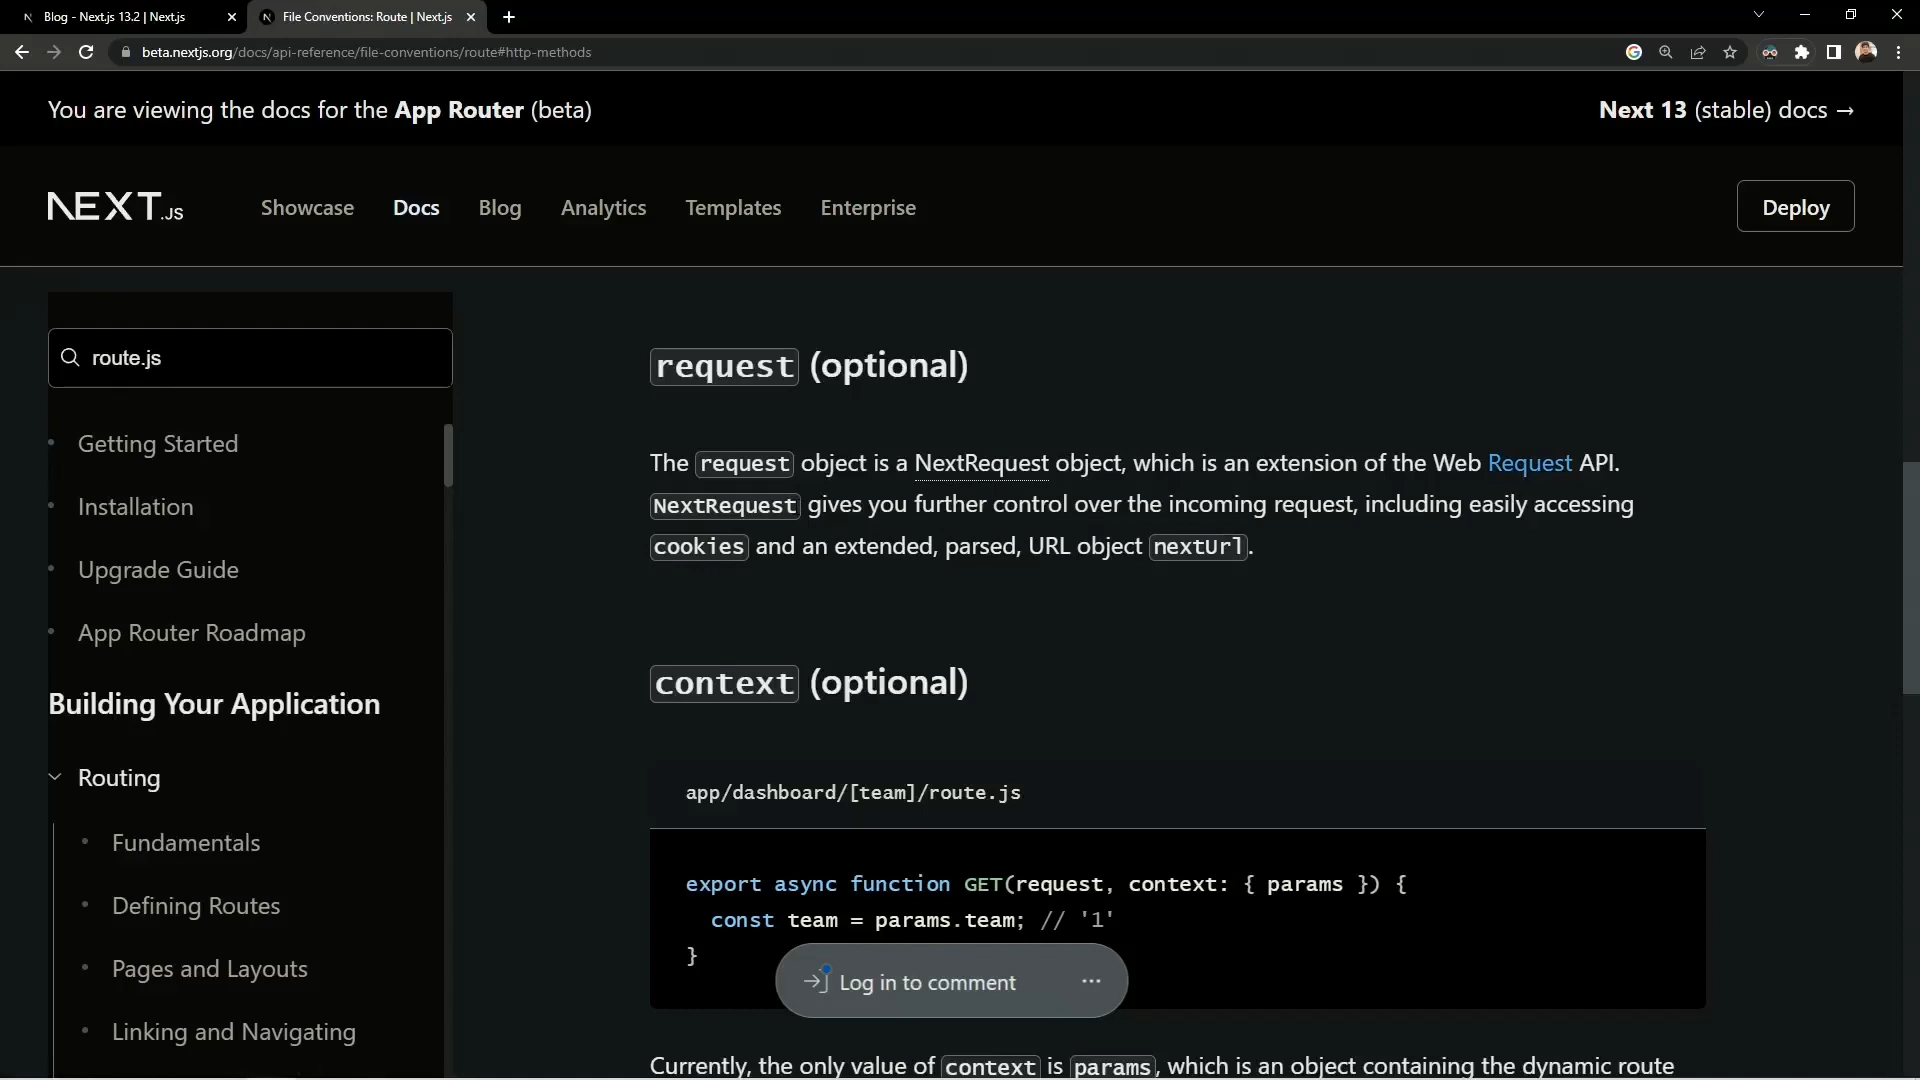 Blog - Next.js 13.2 | Next.js
File Conventions: Route | Next.js
beta.nextjs.org/docs/api-reference/file-conventions/route#http-methods
You are viewing the docs for the App Router (beta)
Next 13 (stable) docs →
NEXT.JS
Showcase
Docs
Blog
Analytics
Templates
Enterprise
Deploy
route.js
Getting Started
Installation
Upgrade Guide
App Router Roadmap
Building Your Application
Routing
Fundamentals
Defining Routes
Pages and Layouts
Linking and Navigating
request (optional)
The request object is a NextRequest object, which is an extension of the Web Request API.
NextRequest gives you further control over the incoming request, including easily accessing
cookies and an extended, parsed, URL object nextUrl.
context (optional)
app/dashboard/[team]/route.js
export async function GET(request, context: { params }) {
const team = params.team; // '1'
}
Log in to comment
Currently, the only value of context is params, which is an object containing the dynamic route